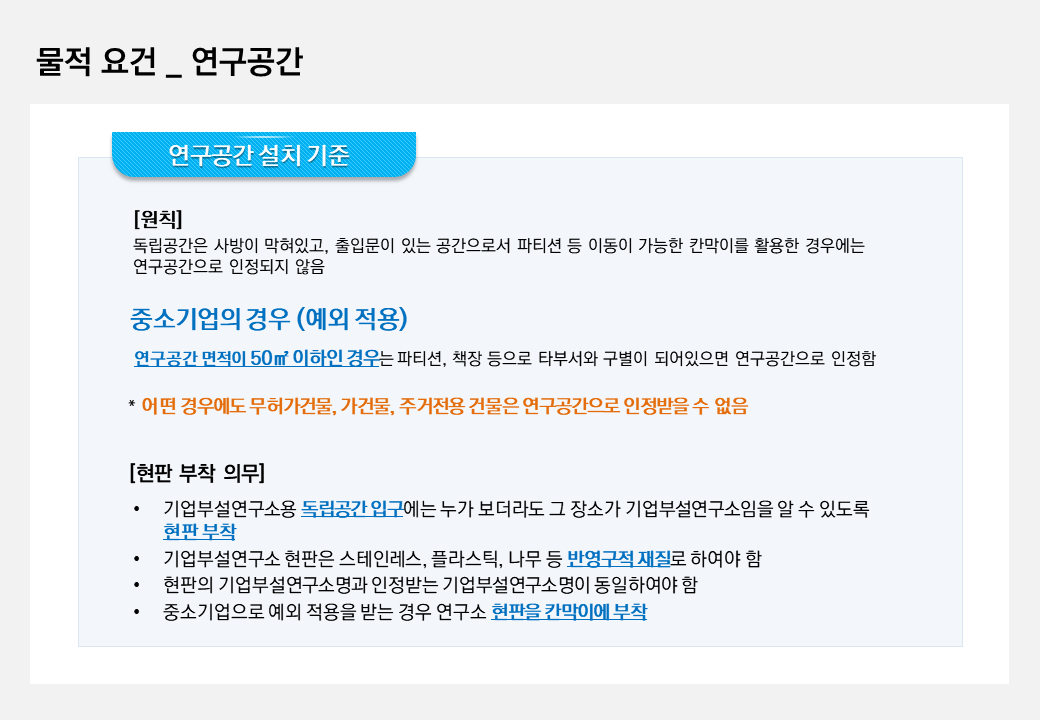 물적 요건 _ 연구공간
연구공간 설치 기준
[원칙]
독립공간은 사방이 막혀있고, 출입문이 있는 공간으로서 파티션 등 이동이 가능한 칸막이를 활용한 경우에는
연구공간으로 인정되지 않음
중소기업의 경우 (예외 적용)
연구공간 면적이 50㎡ 이하인 경우는 파티션, 책장 등으로 타부서와 구별이 되어있으면 연구공간으로 인정함
* 어떤 경우에도 무허가건물, 가건물, 주거전용 건물은 연구공간으로 인정받을 수 없음
[현판 부착 의무]
• 기업부설연구소용 독립공간 입구에는 누가 보더라도 그 장소가 기업부설연구소임을 알 수 있도록
현판 부착
• 기업부설연구소 현판은 스테인레스, 플라스틱, 나무 등 반영구적 재질로 하여야 함
• 현판의 기업부설연구소명과 인정받는 기업부설연구소명이 동일하여야 함
• 중소기업으로 예외 적용을 받는 경우 연구소 현판을 칸막이에 부착